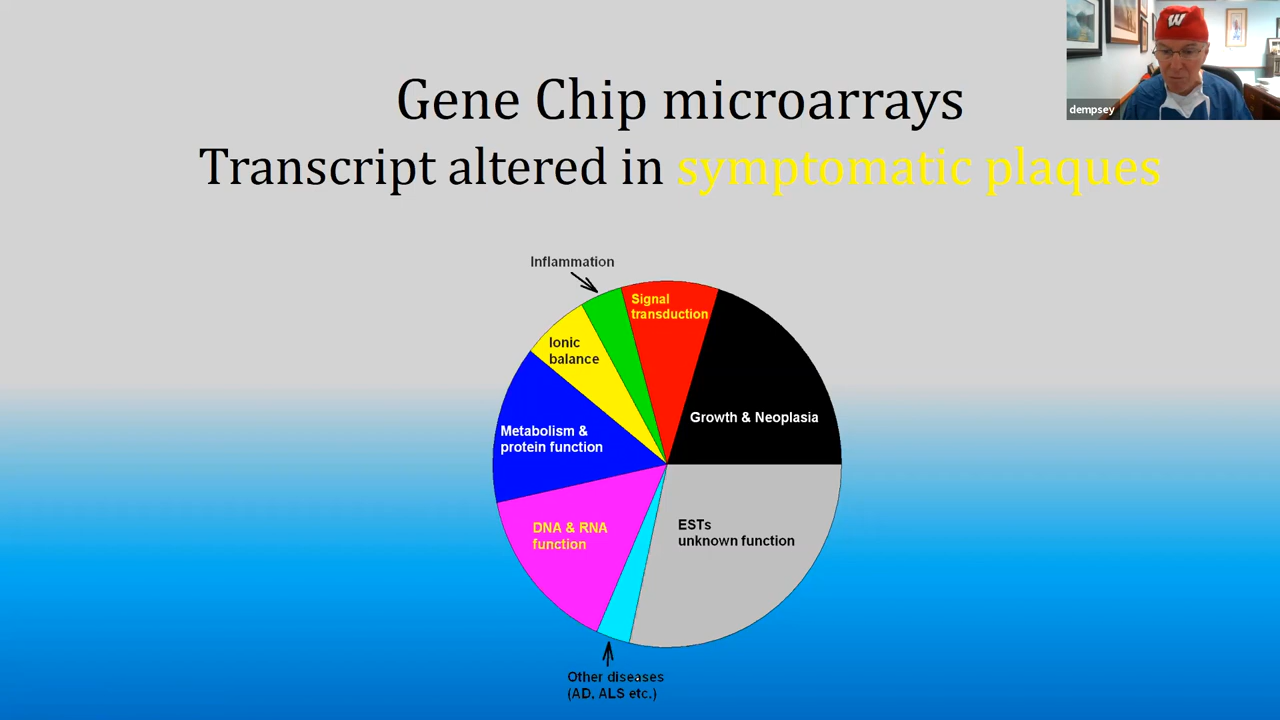 W
dempsey
Gene Chip microarrays
Transcript altered in symptomatic plaques
Inflammation
Signal
transduction
Ionic
balance
Growth & Neoplasia
Metabolism &
protein function
DNA & RNA
function
ESTs
unknown function
Other diseases
(AD, ALS etc.)